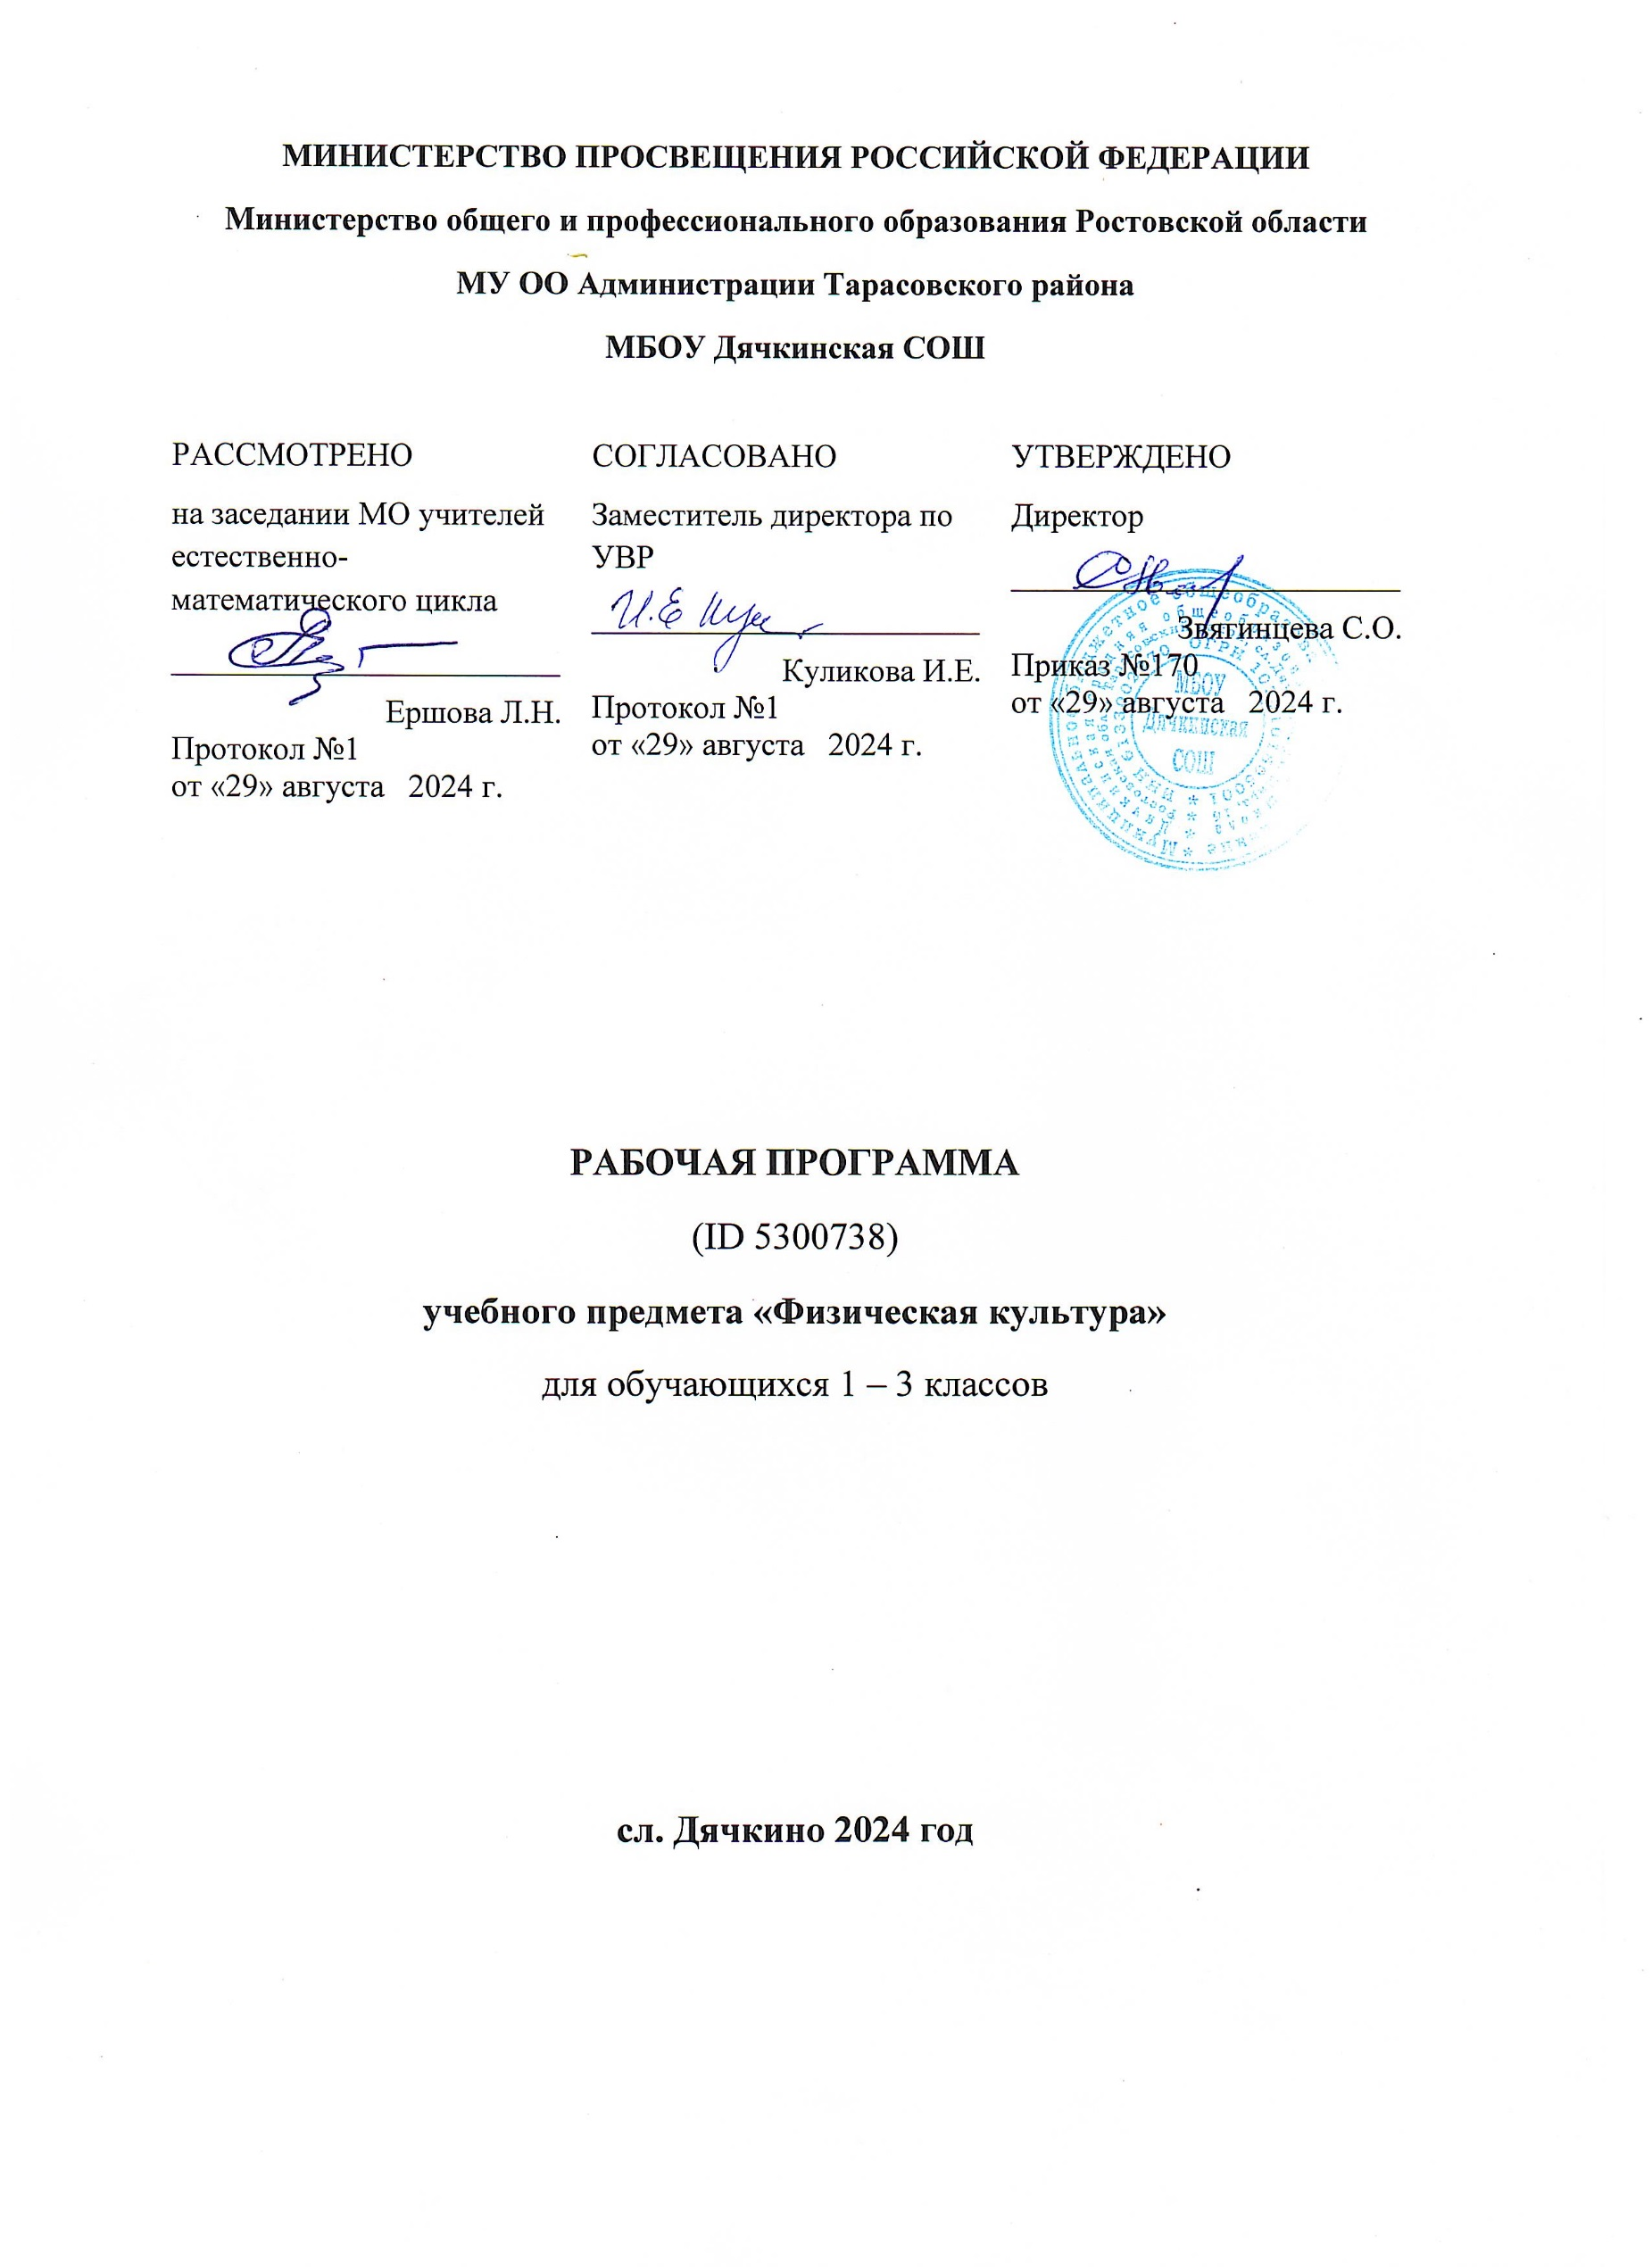 МИНИСТЕРСТВО ПРОСВЕЩЕНИЯ РОССИЙСКОЙ ФЕДЕРАЦИИ
Министерство общего и профессионального образования Ростовской области
МУ ОО Администрации Тарасовского района
МБОУ Дячкинская СОШ
РАССМОТРЕНО
на заседании МО учителей
естественно-
математического цикла
Ершова Л.Н.
Протокол №1
от «29» августа 2024 г.
СОГЛАСОВАНО
Заместитель директора по
УВР
И.Е
Куликова И.Е.
Протокол №1
от «29» августа 2024 г.
УТВЕРЖДЕНО
Директор
Звягинцева С.О.
Приказ №170
от «29» августа 2024 г.
МБОУ
Дячкинская
СОШ
РАБОЧАЯ ПРОГРАММА
(ID 5300738)
учебного предмета «Физическая культура»
для обучающихся 1 – 3 классов
сл. Дячкино 2024 год